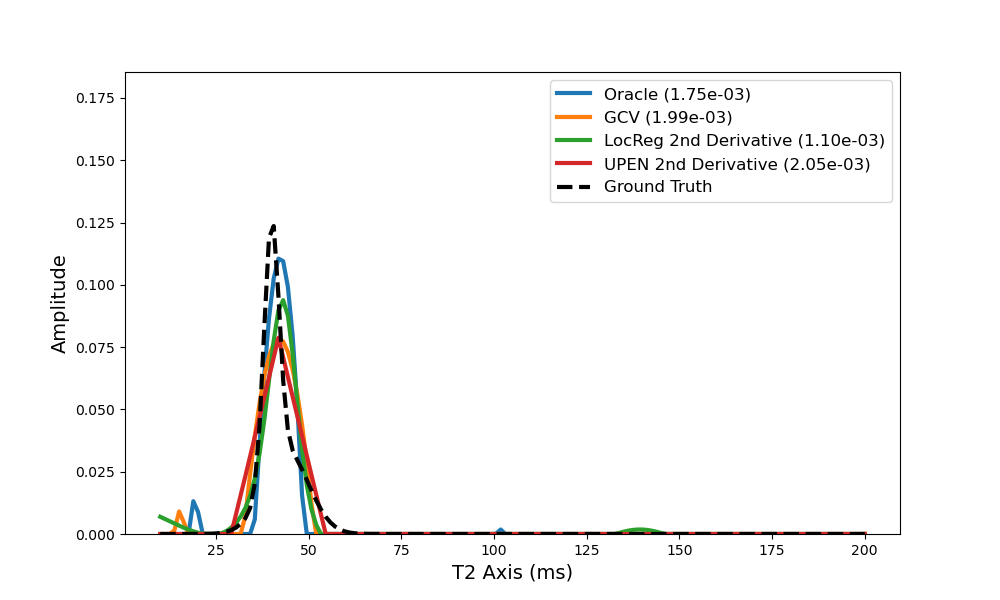 Oracle (1.75e-03)
GCV (1.99e-03)
LocReg 2nd Derivative (1.10e-03)
UPEN 2nd Derivative (2.05e-03)
Ground Truth
Amplitude
0.175
0.150
0.125
0.100
0.075
0.050
0.025
0.000
25 50 75 100 125 150 175 200
T2 Axis (ms)